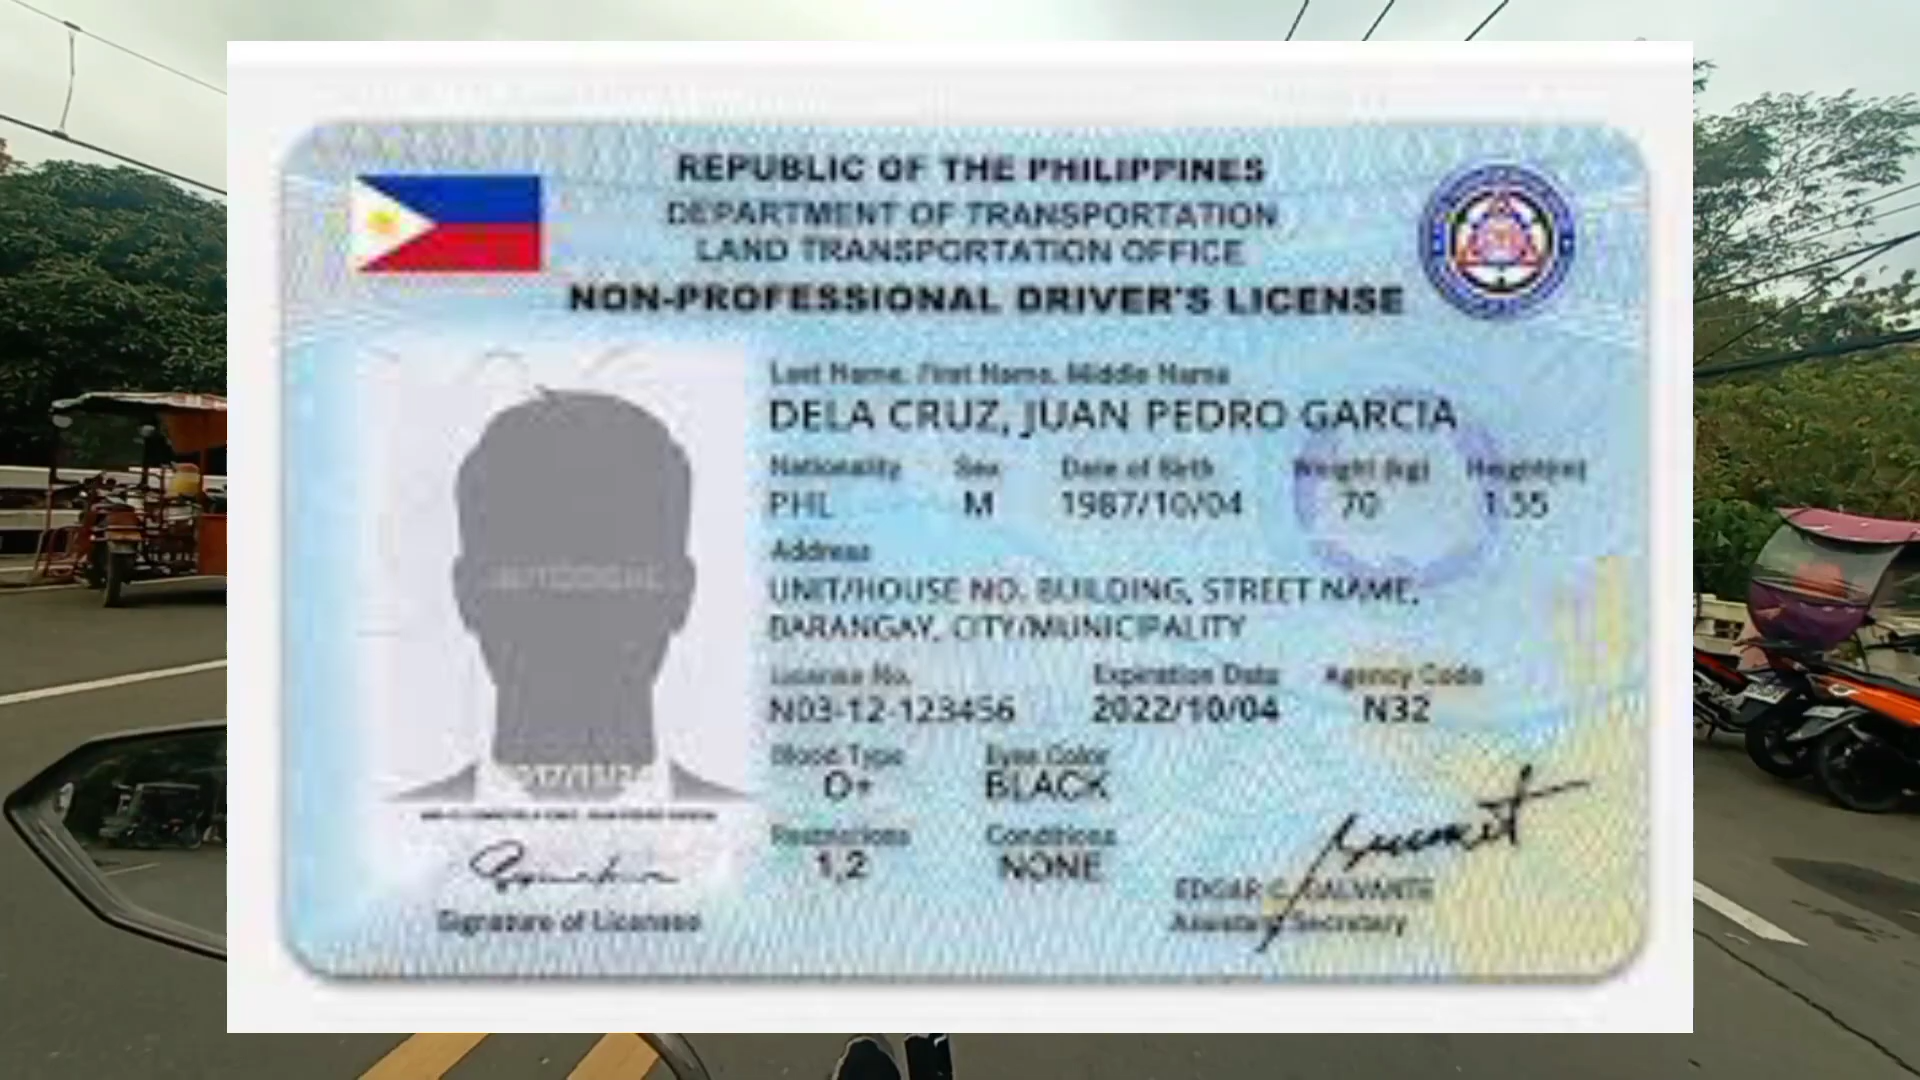 REPUBLIC OF THE PHILIPPINES
DEPARTMENT OF TRANSPORTATION
LAND TRANSPORTATION OFFICE
NON-PROFESSIONAL DRIVER'S LICENSE
Last Name, First Name, Middle Name
DELA CRUZ, JUAN PEDRO GARCIA
Nationality Sex Date of Birth Weight (kg) Height(m)
PHL M 1987/10/04 70 1.55
Address
UNIT/HOUSE NO. BUILDING, STREET NAME,
BARANGAY, CITY/MUNICIPALITY
License No. Expiration Date Agency Code
N03-12-123456 2022/10/04 N32
Blood Type Eyes Color
O+ BLACK
Restrictions Conditions
1,2 NONE
EDGAR C. GALVANTE
Assistant Secretary
Signature of Licensee